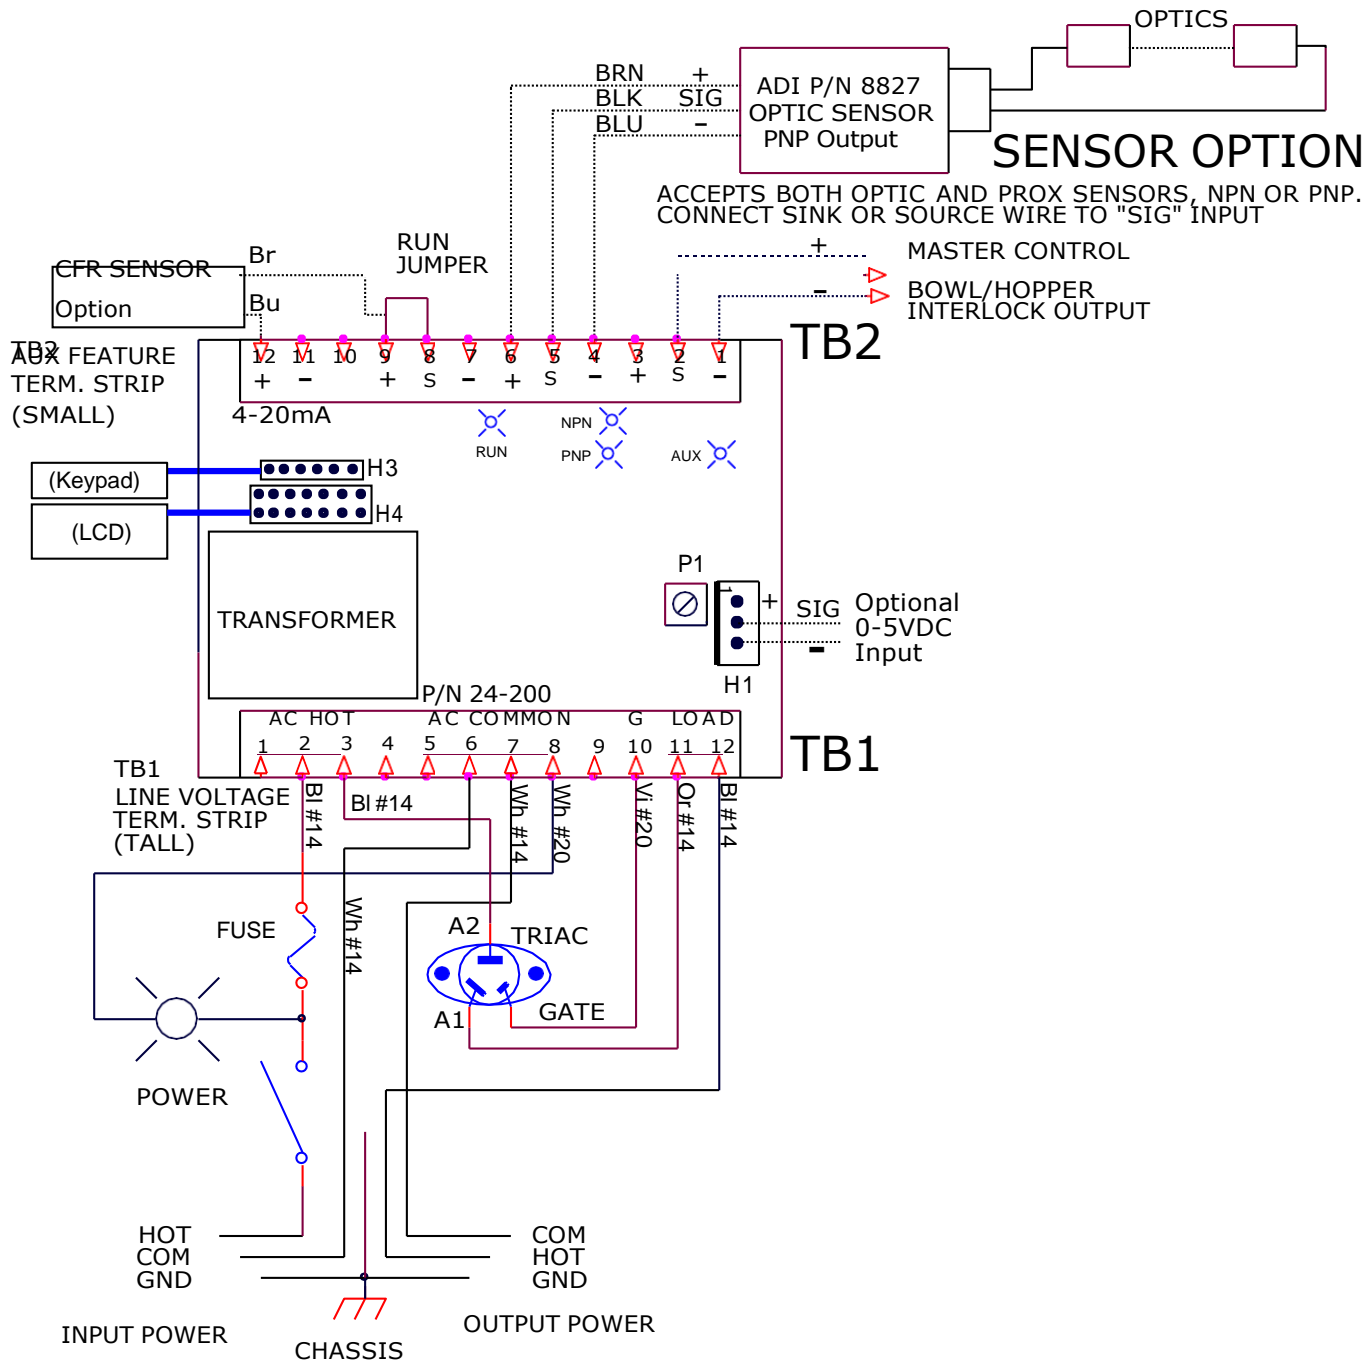 OPTICS
BRN +
BLK SIG
BLU –
ADI P/N 8827
OPTIC SENSOR
PNP Output
SENSOR OPTION
ACCEPTS BOTH OPTIC AND PROX SENSORS, NPN OR PNP.
CONNECT SINK OR SOURCE WIRE TO "SIG" INPUT
RUN
JUMPER
+ MASTER CONTROL
– BOWL/HOPPER
INTERLOCK OUTPUT
CFR SENSOR
Option
Br
Bu
TB2
AUX FEATURE
TERM. STRIP
(SMALL)
TB2
12 11 10 9 8 7 6 5 4 3 2 1
+ – + S – + S – + S –
4-20mA
RUN
NPN
PNP
AUX
(Keypad)
H3
(LCD)
H4
TRANSFORMER
P1
1
+
SIG
–
Optional
0-5VDC
Input
H1
P/N 24-200
AC HOT AC COMMON G LOAD
1 2 3 4 5 6 7 8 9 10 11 12
TB1
TB1
LINE VOLTAGE
TERM. STRIP
(TALL)
Bl #14
Bl #14
Wh #14
Wh #20
Vi #20
Or #14
Bl #14
Wh #14
FUSE
A2
TRIAC
A1
GATE
POWER
HOT
COM
GND
COM
HOT
GND
INPUT POWER
CHASSIS
OUTPUT POWER